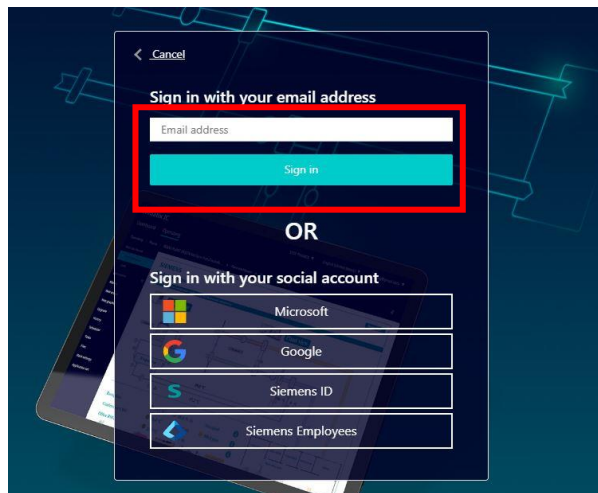 Cancel
Sign in with your email address
Email address
Sign in
OR
Sign in with your social account
Microsoft
Google
Siemens ID
Siemens Employees